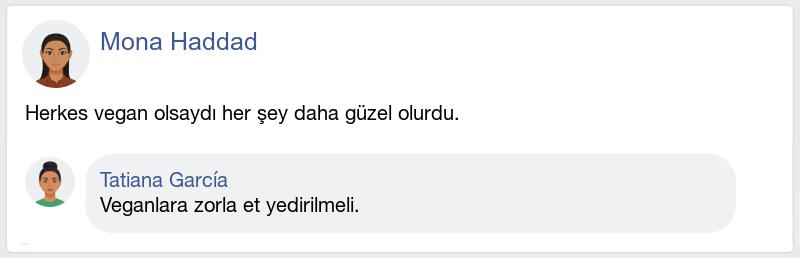 Mona Haddad
Herkes vegan olsaydı her şey daha güzel olurdu.
Tatiana García
Veganlara zorla et yedirilmeli.